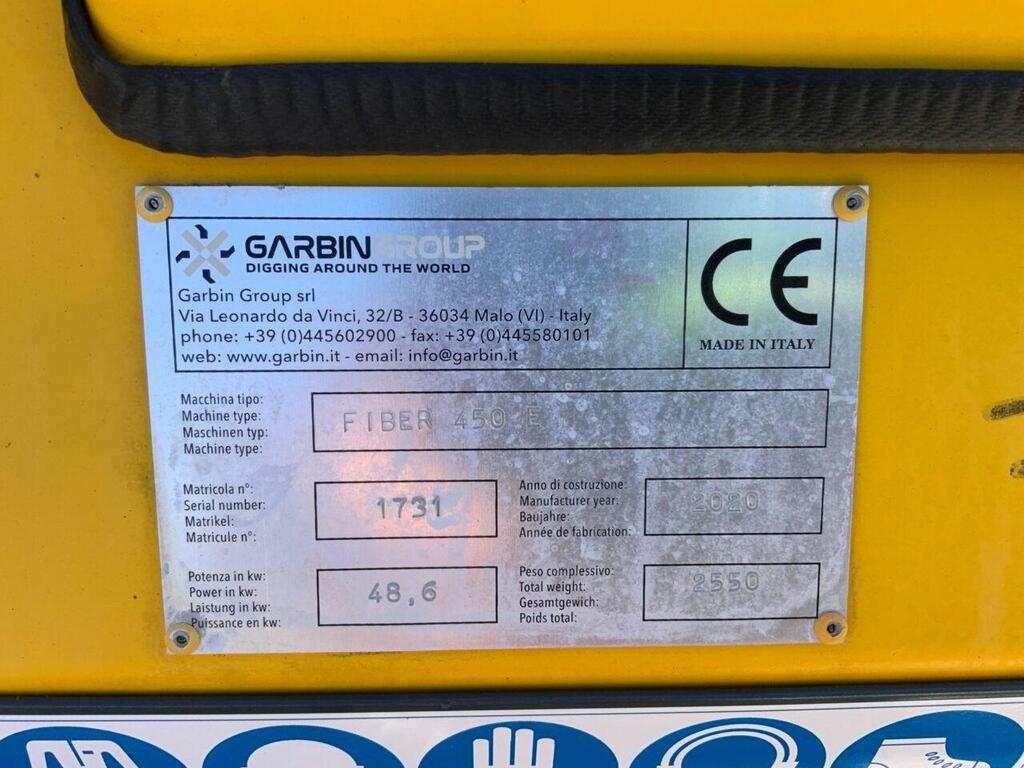 GARBINGROUP
DIGGING AROUND THE WORLD
Garbin Group srl
Via Leonardo da Vinci, 32/B - 36034 Malo (VI) - Italy
phone: +39 (0)445602900 - fax: +39 (0)445580101
web: www.garbin.it - email: info@garbin.it
CE
MADE IN ITALY
Macchina tipo:
Machine type:
Maschinen typ:
Machine type:
FIBER 450 E
Matricola n°:
Serial number:
Matrikel:
Matricule n°:
1731
Anno di costruzione:
Manufacturer year:
Baujahre:
Année de fabrication:
2020
Potenza in kw:
Power in kw:
Laistung in kw:
Puissance en kw:
48,6
Peso complessivo:
Total weight:
Gesamtgewich:
Poids total:
2550